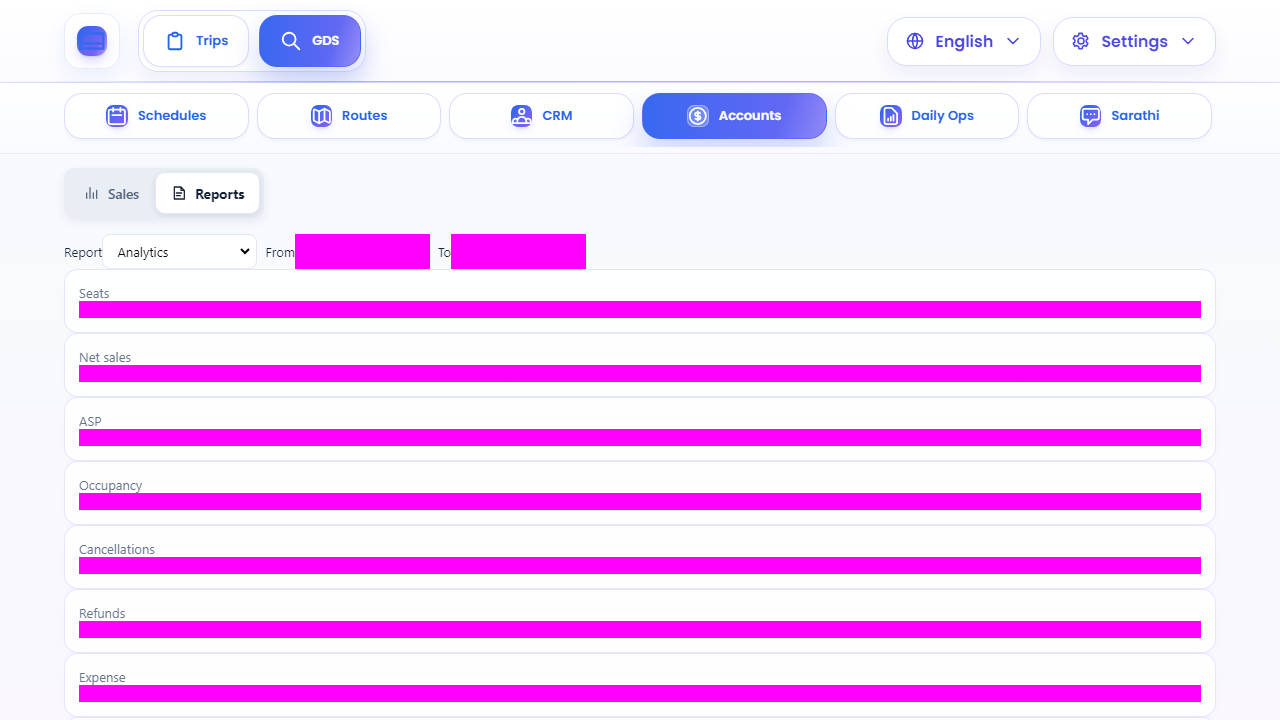 Trips
GDS
English
Settings
Schedules
Routes
CRM
Accounts
Daily Ops
Sarathi
Sales
Reports
Report Analytics From To
Seats
Net sales
ASP
Occupancy
Cancellations
Refunds
Expense